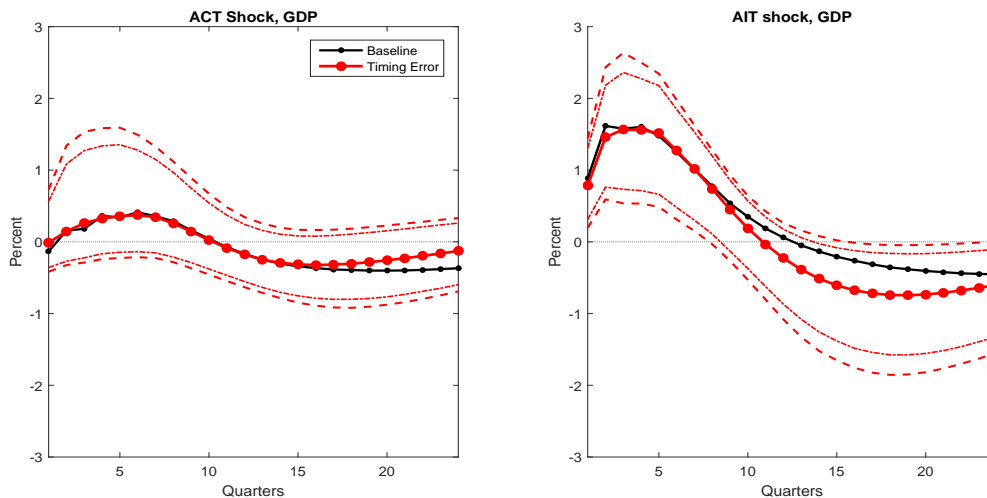 ACT Shock, GDP
3
2
1
0
-1
-2
-3
Percent
5
10
15
20
Quarters
Baseline
Timing Error
AIT shock, GDP
3
2
1
0
-1
-2
-3
Percent
5
10
15
20
Quarters